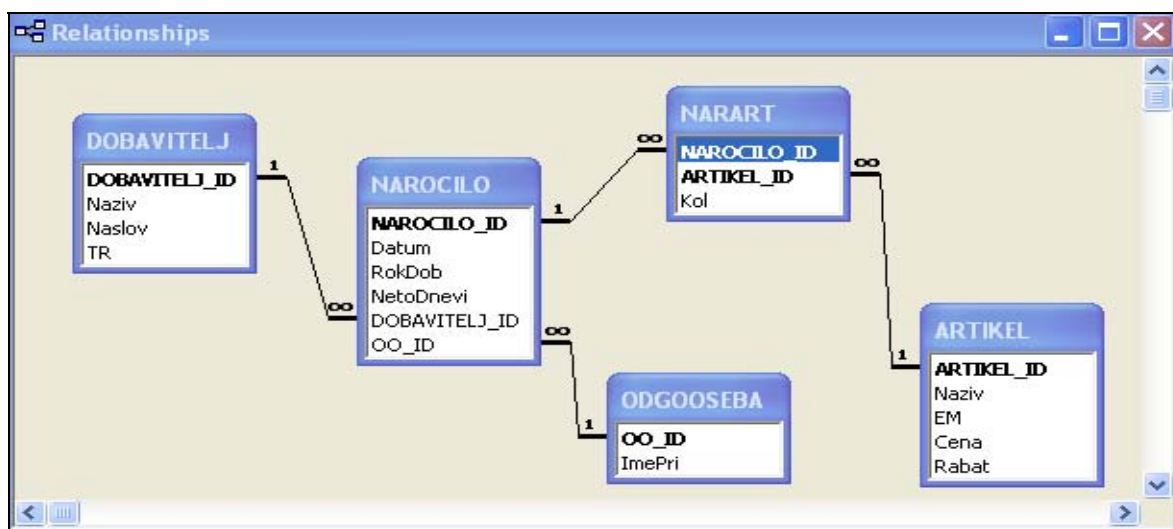 Relationships
DOBAVITELJ
DOBAVITELJ_ID
Naziv
Naslov
TR
1
∞
NAROCILO
NAROCILO_ID
Datum
RokDob
NetoDnevi
DOBAVITELJ_ID
OO_ID
1
∞
NARART
NAROCILO_ID
ARTIKEL_ID
Kol
∞
1
∞
1
ODGOOSEBA
OO_ID
ImePri
ARTIKEL
ARTIKEL_ID
Naziv
EM
Cena
Rabat